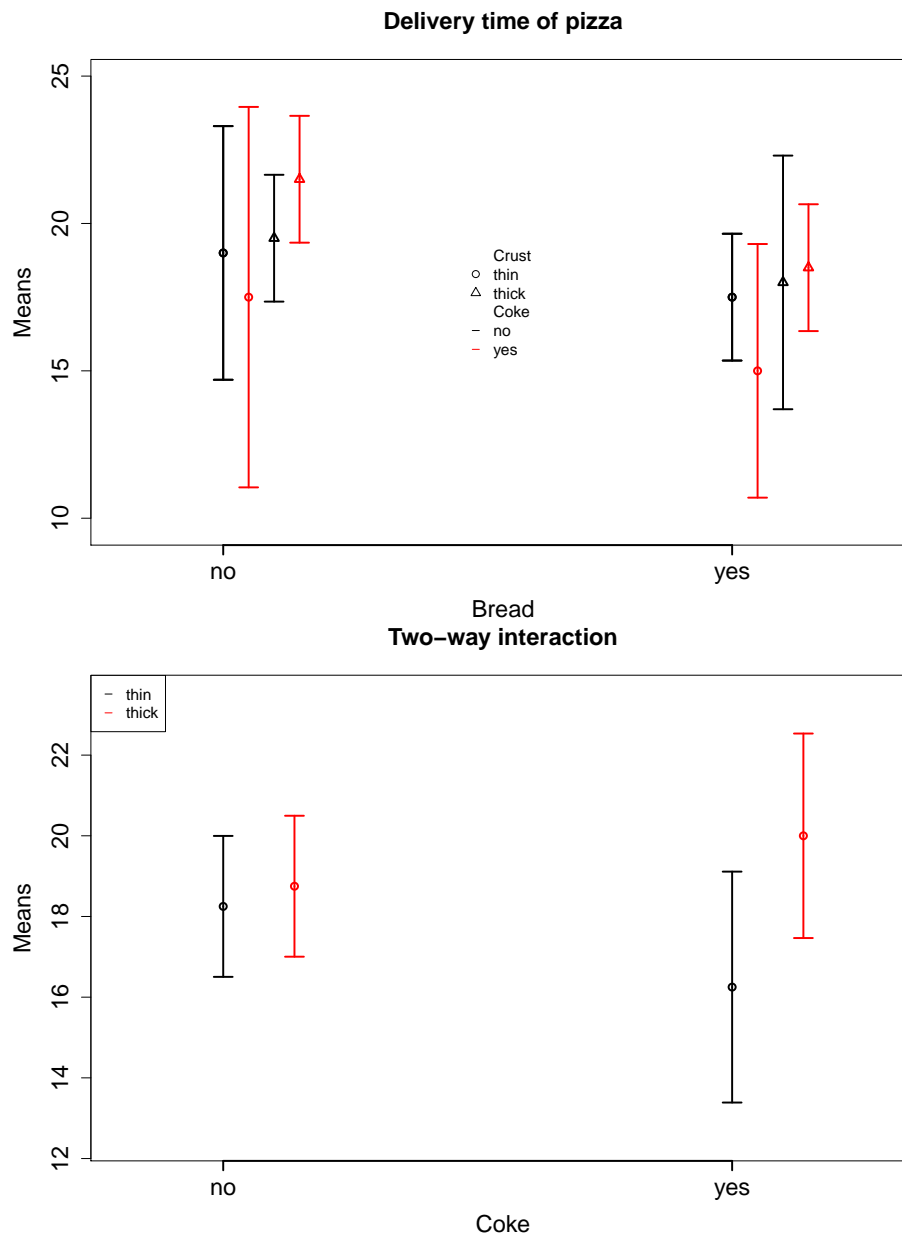 Delivery time of pizza
Means
25
20
15
10
Crust
thin
thick
Coke
no
yes
no
yes
Bread
Two−way interaction
Means
thin
thick
22
20
18
16
14
12
no
yes
Coke